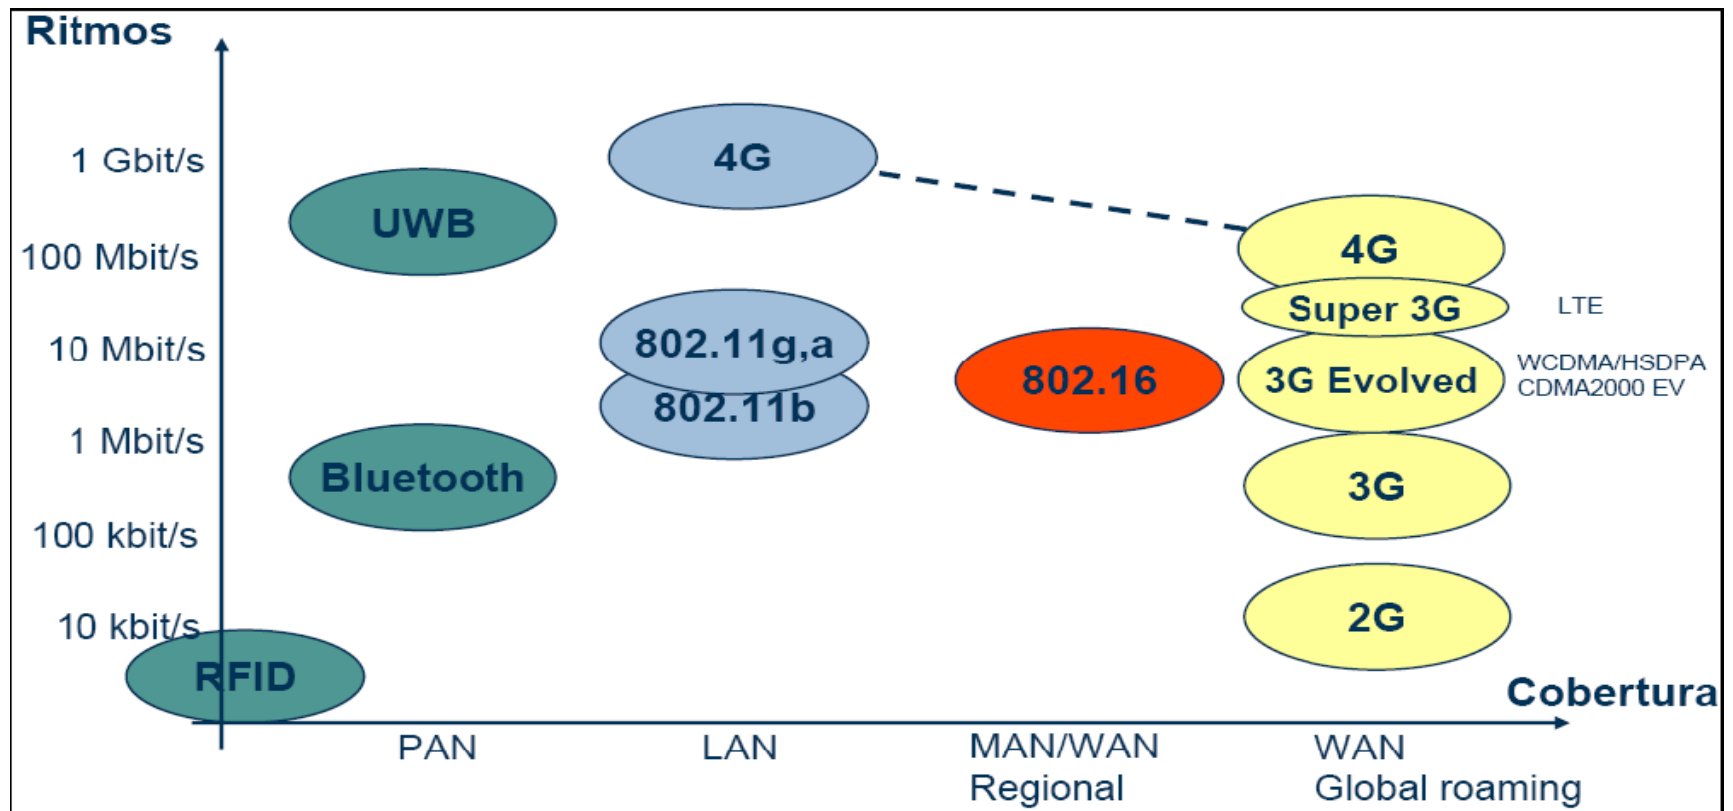 Ritmos
1 Gbit/s
4G
UWB
100 Mbit/s
4G
Super 3G
LTE
10 Mbit/s
802.11g,a
802.16
3G Evolved
WCDMA/HSDPA
CDMA2000 EV
802.11b
1 Mbit/s
Bluetooth
3G
100 kbit/s
10 kbit/s
2G
RFID
Cobertura
PAN
LAN
MAN/WAN
Regional
WAN
Global roaming